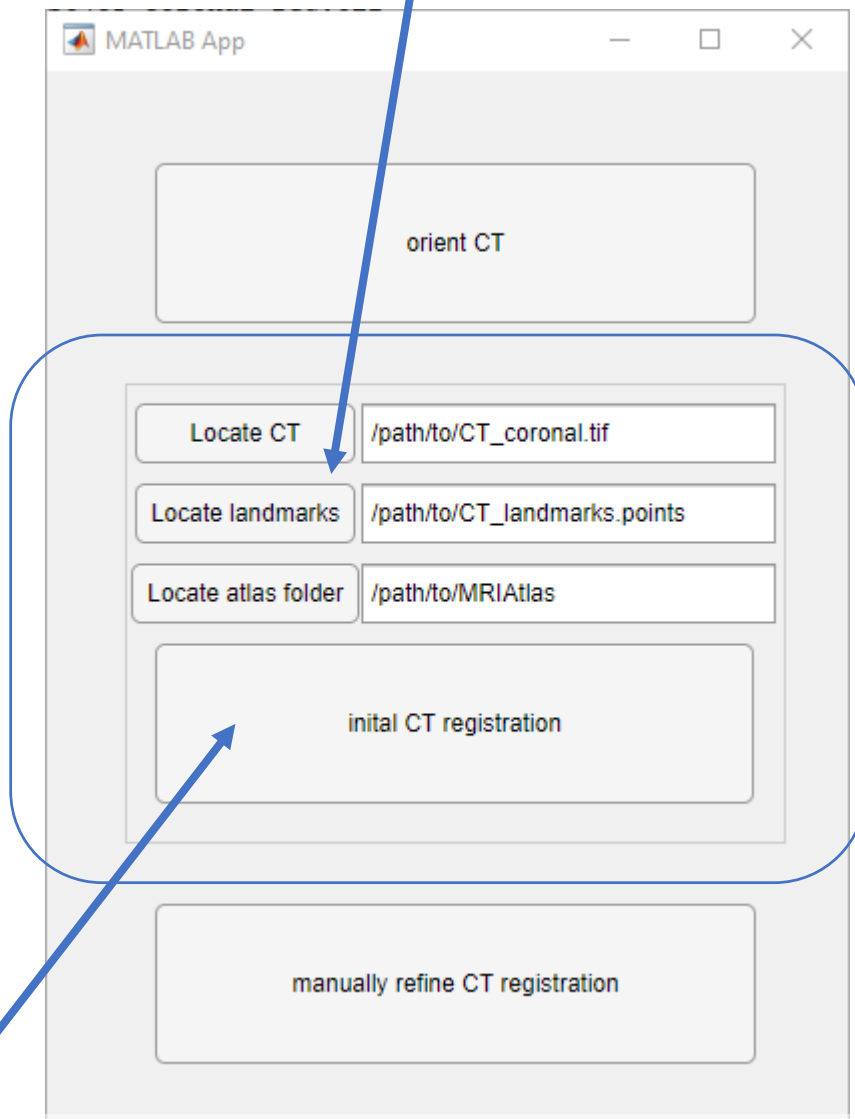 MATLAB App
orient CT
Locate CT /path/to/CT_coronal.tif
Locate landmarks /path/to/CT_landmarks.points
Locate atlas folder /path/to/MRIAtlas
inital CT registration
manually refine CT registration